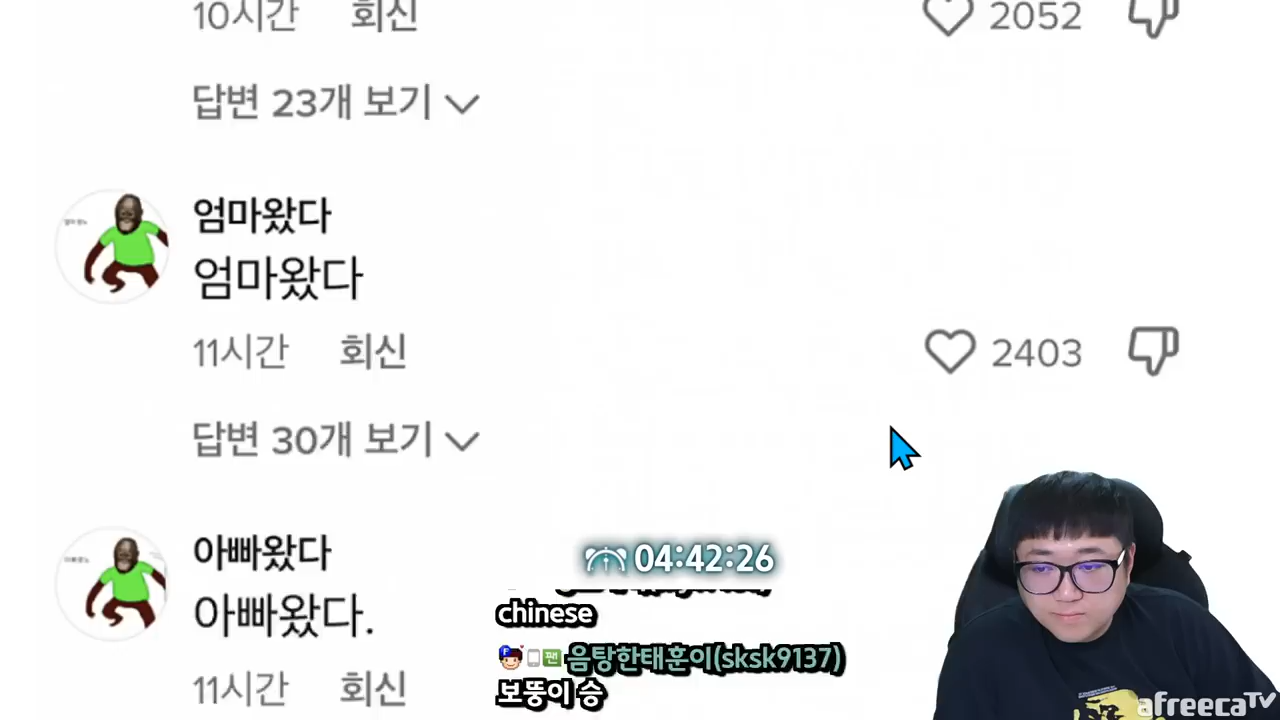 10시간 회신
2052
답변 23개 보기
엄마왔다
엄마왔다
11시간 회신
2403
답변 30개 보기
아빠왔다
아빠왔다.
11시간 회신
04:42:26
chinese
팬 음탕한태훈이(sksk9137)
보뚱이 승
afreecaTV